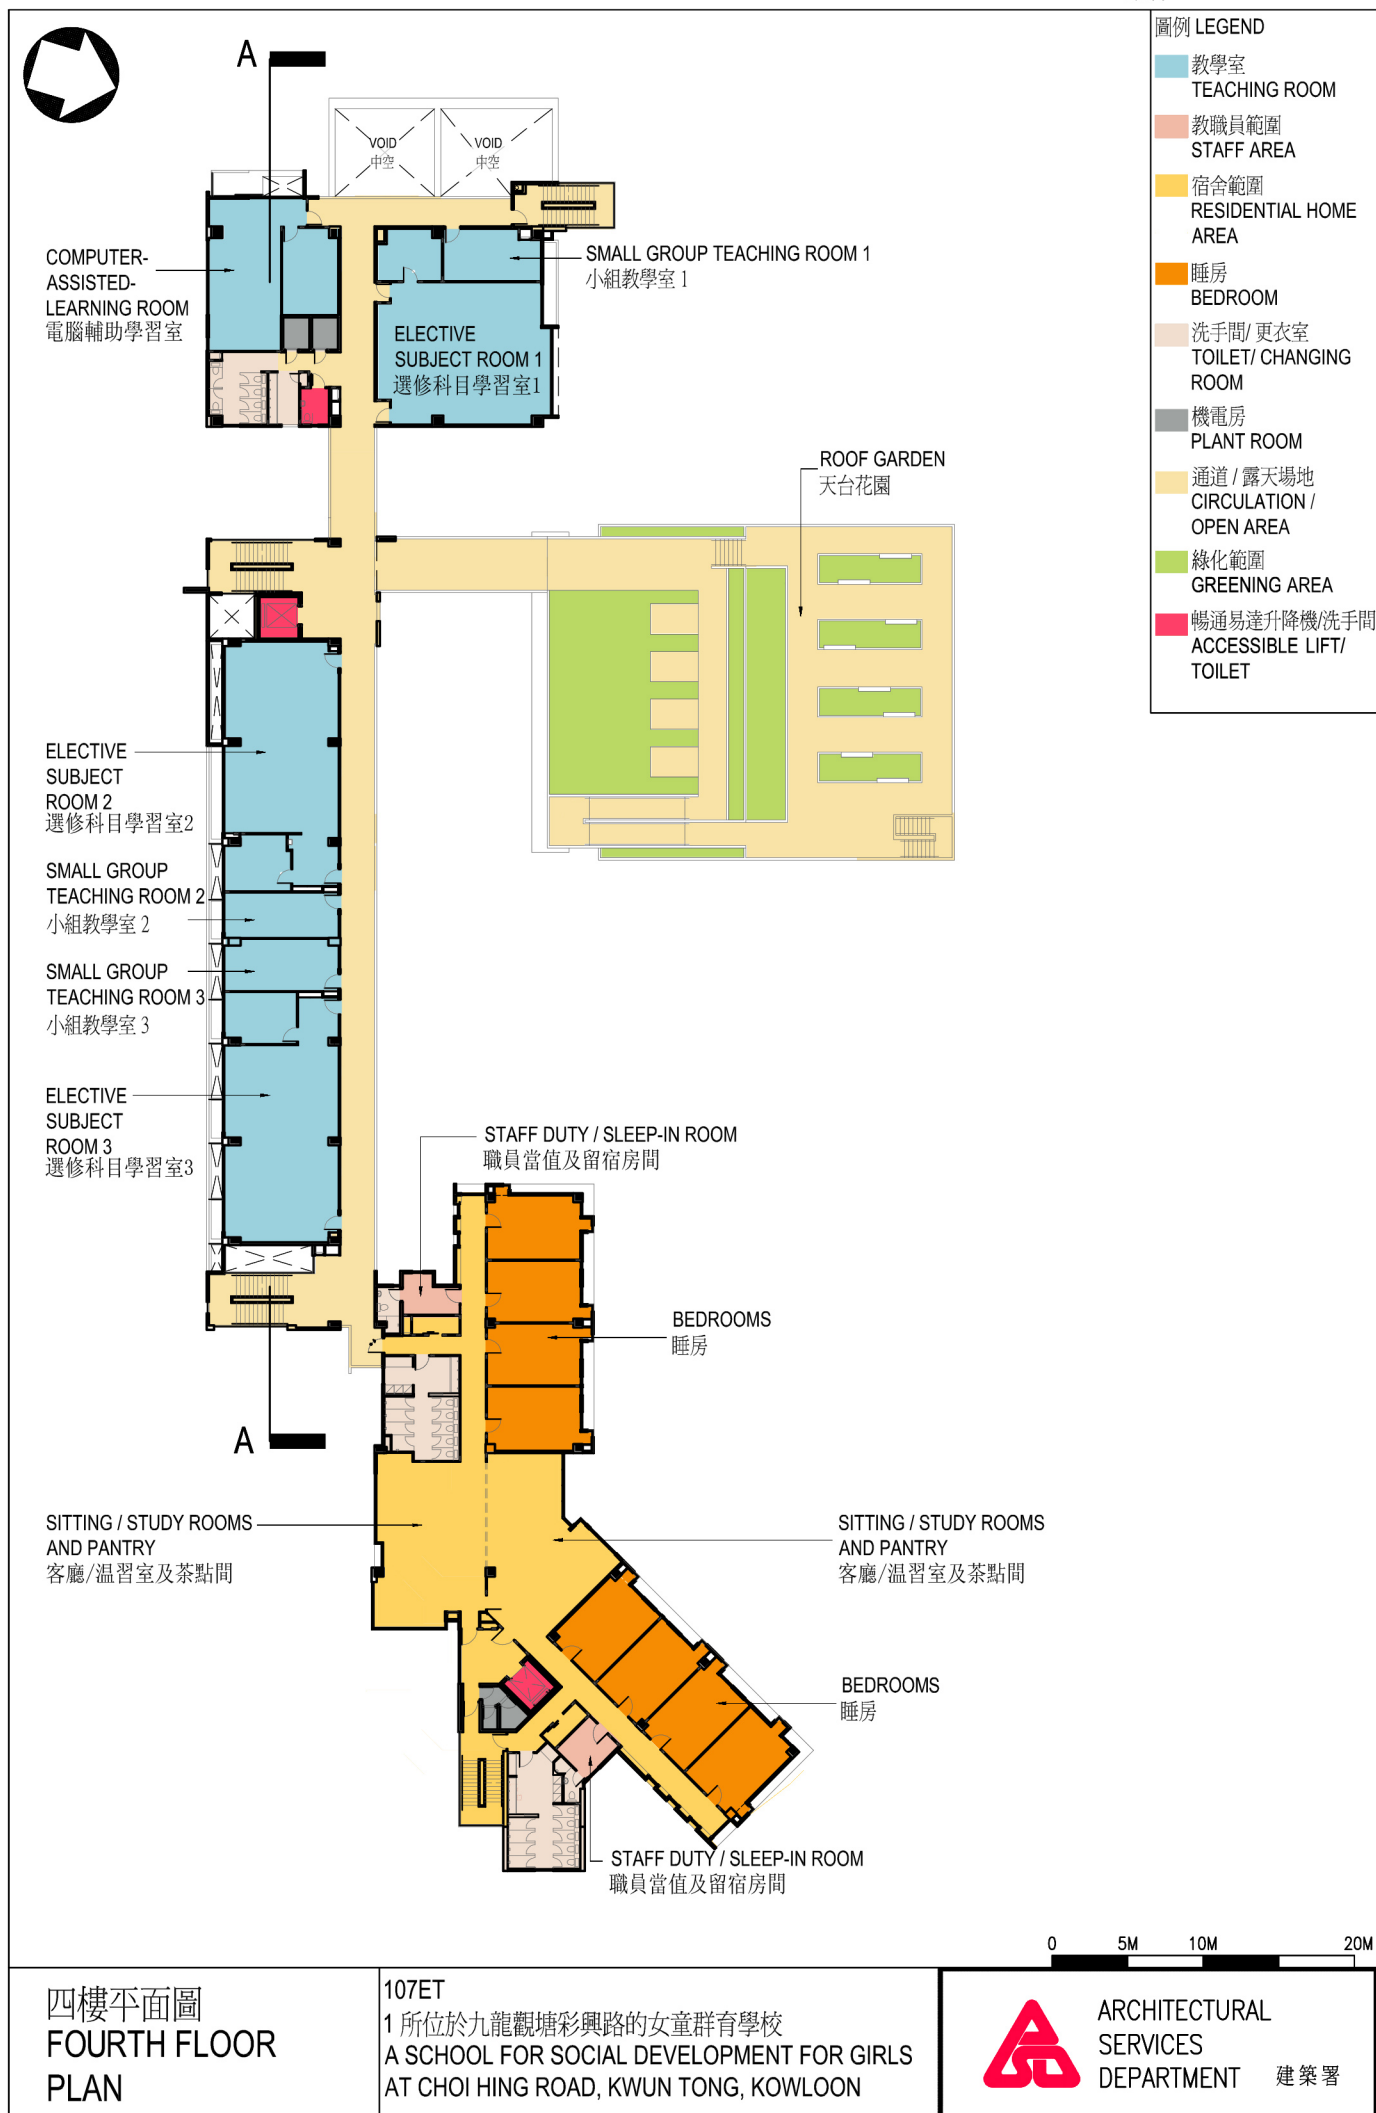 圖例 LEGEND
教學室
TEACHING ROOM
教職員範圍
STAFF AREA
宿舍範圍
RESIDENTIAL HOME
AREA
睡房
BEDROOM
洗手間/ 更衣室
TOILET/ CHANGING
ROOM
機電房
PLANT ROOM
通道 / 露天場地
CIRCULATION /
OPEN AREA
綠化範圍
GREENING AREA
暢通易達升降機/洗手間
ACCESSIBLE LIFT/
TOILET
A
VOID
中空
VOID
中空
COMPUTER-
ASSISTED-
LEARNING ROOM
電腦輔助學習室
SMALL GROUP TEACHING ROOM 1
小組教學室 1
ELECTIVE
SUBJECT ROOM 1
選修科目學習室1
ROOF GARDEN
天台花園
ELECTIVE
SUBJECT
ROOM 2
選修科目學習室2
SMALL GROUP
TEACHING ROOM 2
小組教學室 2
SMALL GROUP
TEACHING ROOM 3
小組教學室 3
ELECTIVE
SUBJECT
ROOM 3
選修科目學習室3
STAFF DUTY / SLEEP-IN ROOM
職員當值及留宿房間
BEDROOMS
睡房
A
SITTING / STUDY ROOMS
AND PANTRY
客廳/温習室及茶點間
SITTING / STUDY ROOMS
AND PANTRY
客廳/温習室及茶點間
BEDROOMS
睡房
STAFF DUTY / SLEEP-IN ROOM
職員當值及留宿房間
0 5M 10M 20M
四樓平面圖
FOURTH FLOOR
PLAN
107ET
1 所位於九龍觀塘彩興路的女童群育學校
A SCHOOL FOR SOCIAL DEVELOPMENT FOR GIRLS
AT CHOI HING ROAD, KWUN TONG, KOWLOON
ARCHITECTURAL
SERVICES
DEPARTMENT 建築署